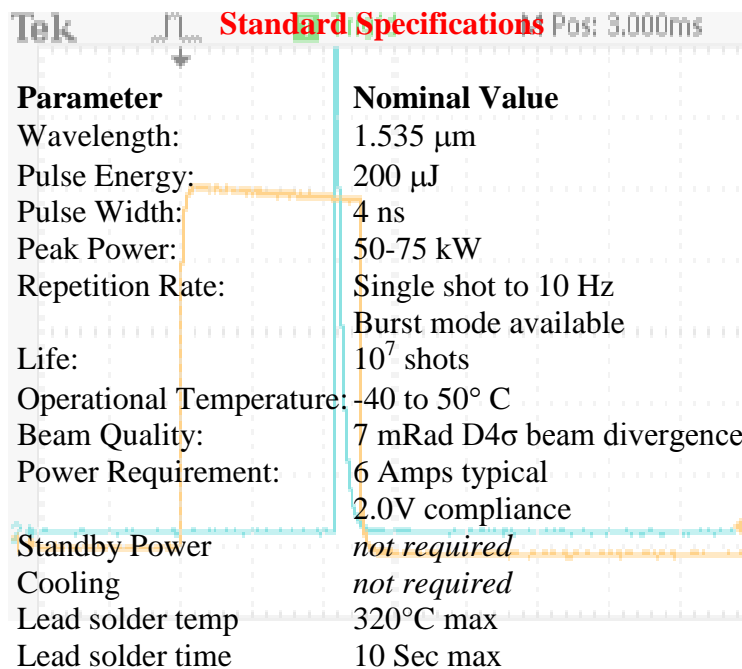 Tek Standard Specifications M Pos: 3.000ms
Parameter Nominal Value
Wavelength: 1.535 μm
Pulse Energy: 200 μJ
Pulse Width: 4 ns
Peak Power: 50-75 kW
Repetition Rate: Single shot to 10 Hz
Burst mode available
Life: 10⁷ shots
Operational Temperature: -40 to 50° C
Beam Quality: 7 mRad D4σ beam divergence
Power Requirement: 6 Amps typical
2.0V compliance
Standby Power not required
Cooling not required
Lead solder temp 320°C max
Lead solder time 10 Sec max